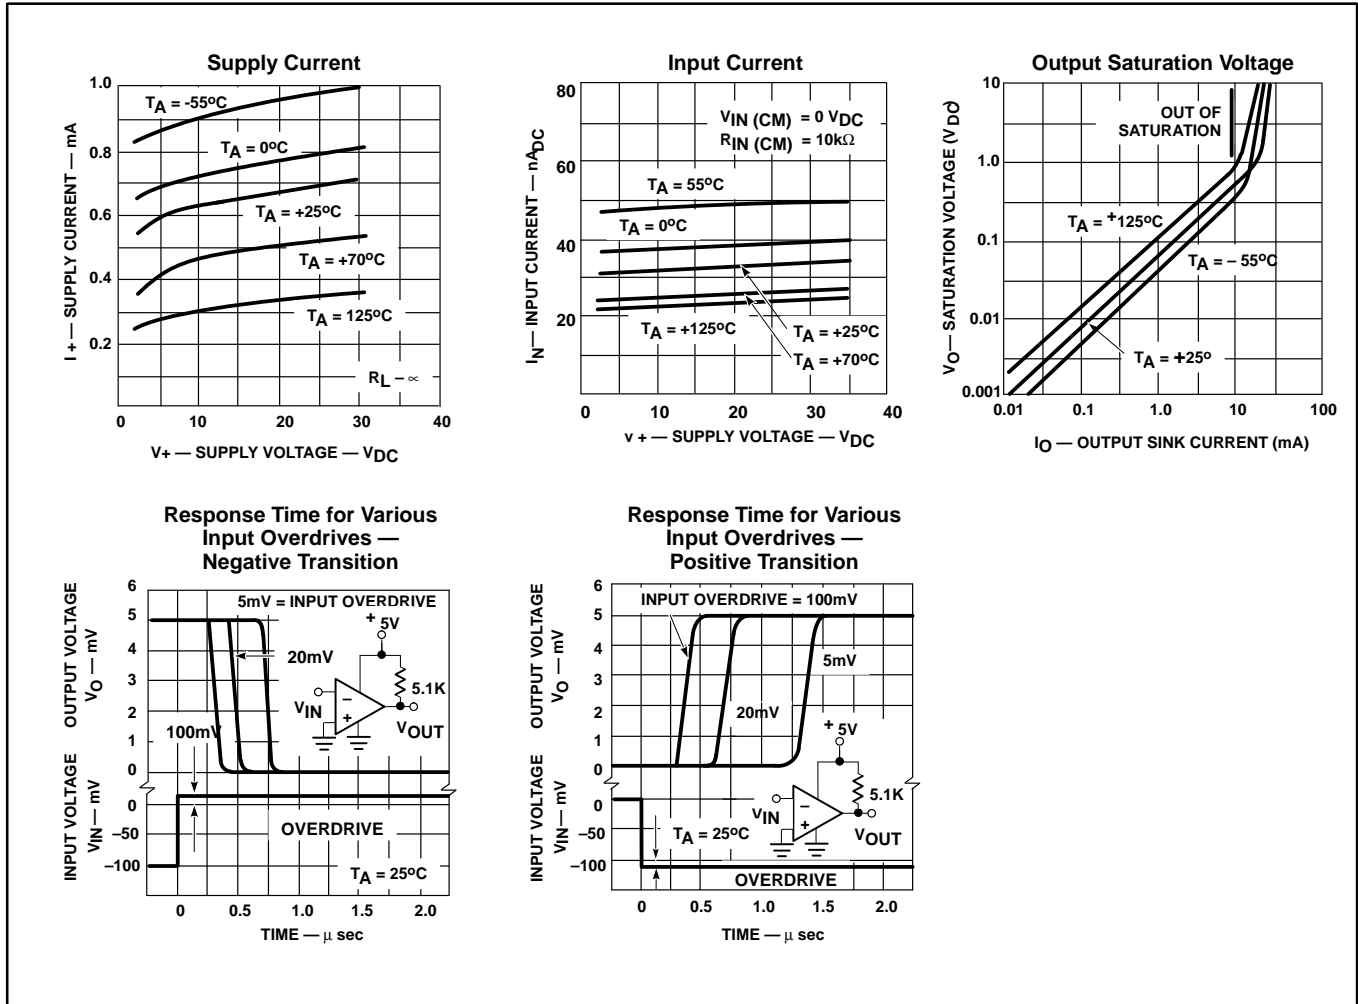 Supply Current
1.0
0.8
0.6
0.4
0.2
I + — SUPPLY CURRENT — mA
TA = -55oC
TA = 0oC
TA = +25oC
TA = +70oC
TA = 125oC
RL – ∝
0 10 20 30 40
V+ — SUPPLY VOLTAGE — VDC
Input Current
80
60
40
20
IN— INPUT CURRENT — nADC
VIN (CM) = 0 VDC
RIN (CM) = 10kΩ
TA = 55oC
TA = 0oC
TA = +125oC
TA = +25oC
TA = +70oC
0 10 20 30 40
v + — SUPPLY VOLTAGE — VDC
Output Saturation Voltage
10
1.0
0.1
0.01
0.001
VO— SATURATION VOLTAGE (V DC)
OUT OF
SATURATION
TA = +125oC
TA = – 55oC
TA = +25o
0.01 0.1 1.0 10 100
IO — OUTPUT SINK CURRENT (mA)
Response Time for Various
Input Overdrives —
Negative Transition
OUTPUT VOLTAGE
VO — mV
6
5
4
3
2
1
0
5mV = INPUT OVERDRIVE
+ 5V
20mV
5.1K
VIN
–
+
VOUT
100mV
INPUT VOLTAGE
VIN— mV
0
–50
–100
OVERDRIVE
TA = 25oC
0 0.5 1.0 1.5 2.0
TIME — μ sec
Response Time for Various
Input Overdrives —
Positive Transition
OUTPUT VOLTAGE
VO — mV
6
5
4
3
2
1
0
INPUT OVERDRIVE = 100mV
5mV
20mV
+ 5V
5.1K
VIN
–
+
VOUT
INPUT VOLTAGE
VIN — mV
0
–50
–100
TA = 25oC
OVERDRIVE
0 0.5 1.0 1.5 2.0
TIME — μ sec